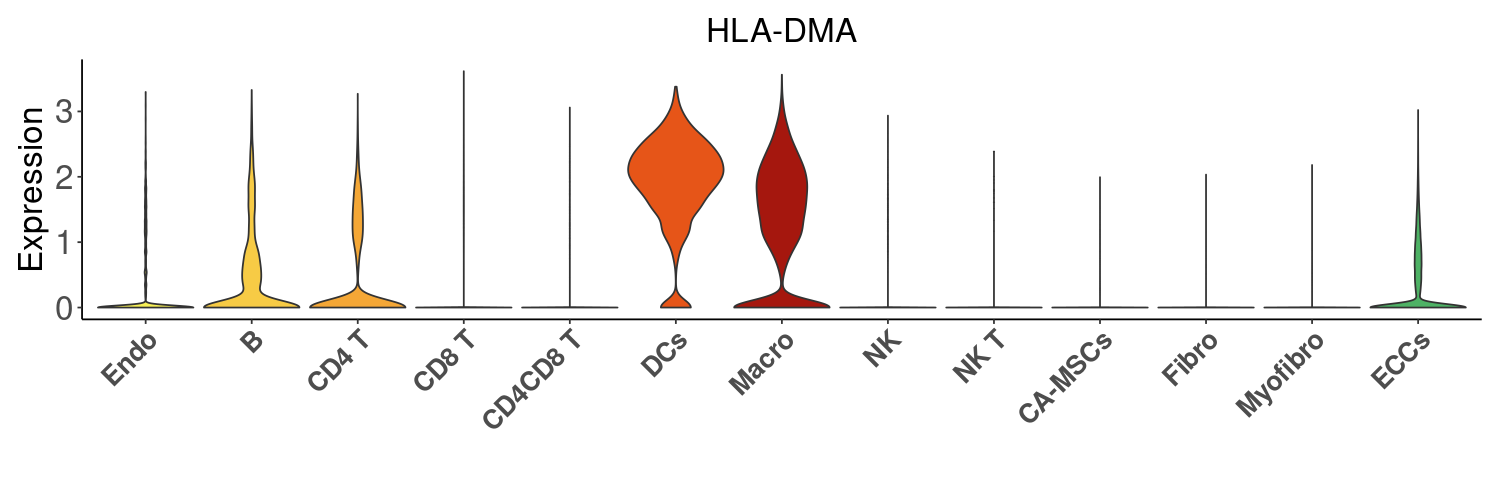 HLA-DMA
Expression
3
2
1
0
Endo
B
CD4 T
CD8 T
CD4CD8 T
DCs
Macro
NK
NK T
CA-MSCs
Fibro
Myofibro
ECCs